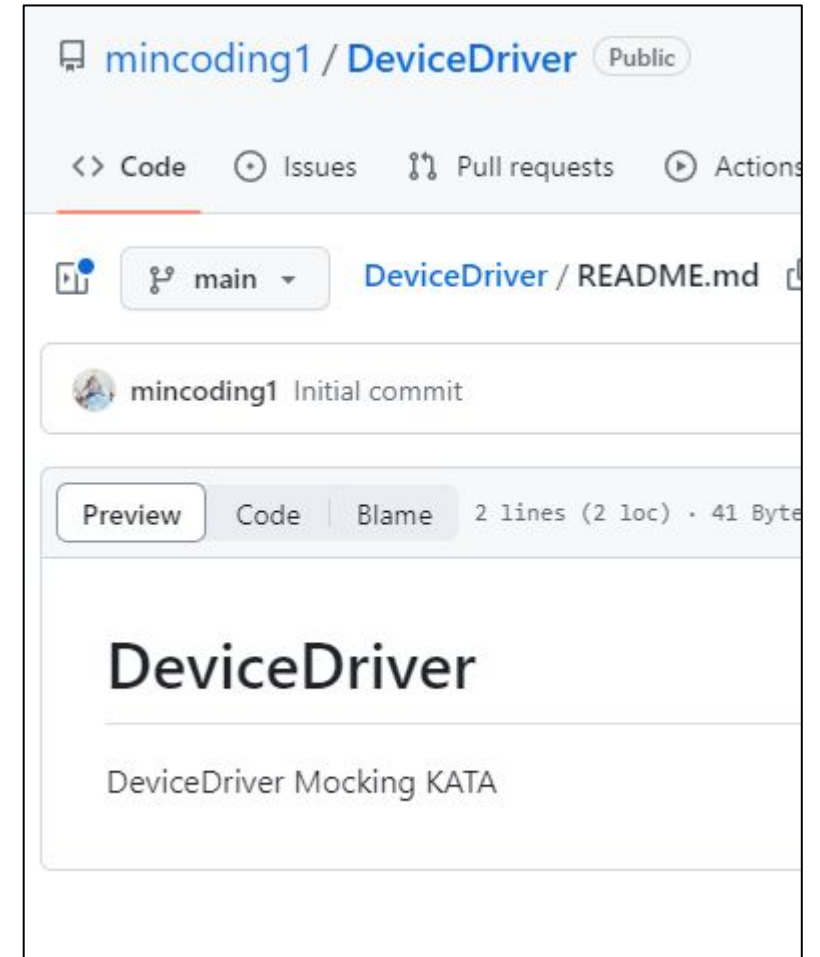 mincoding1 / DeviceDriver Public
Code Issues Pull requests Actions
main DeviceDriver / README.md
mincoding1 Initial commit
Preview Code Blame 2 lines (2 loc) · 41 Byte
DeviceDriver
DeviceDriver Mocking KATA